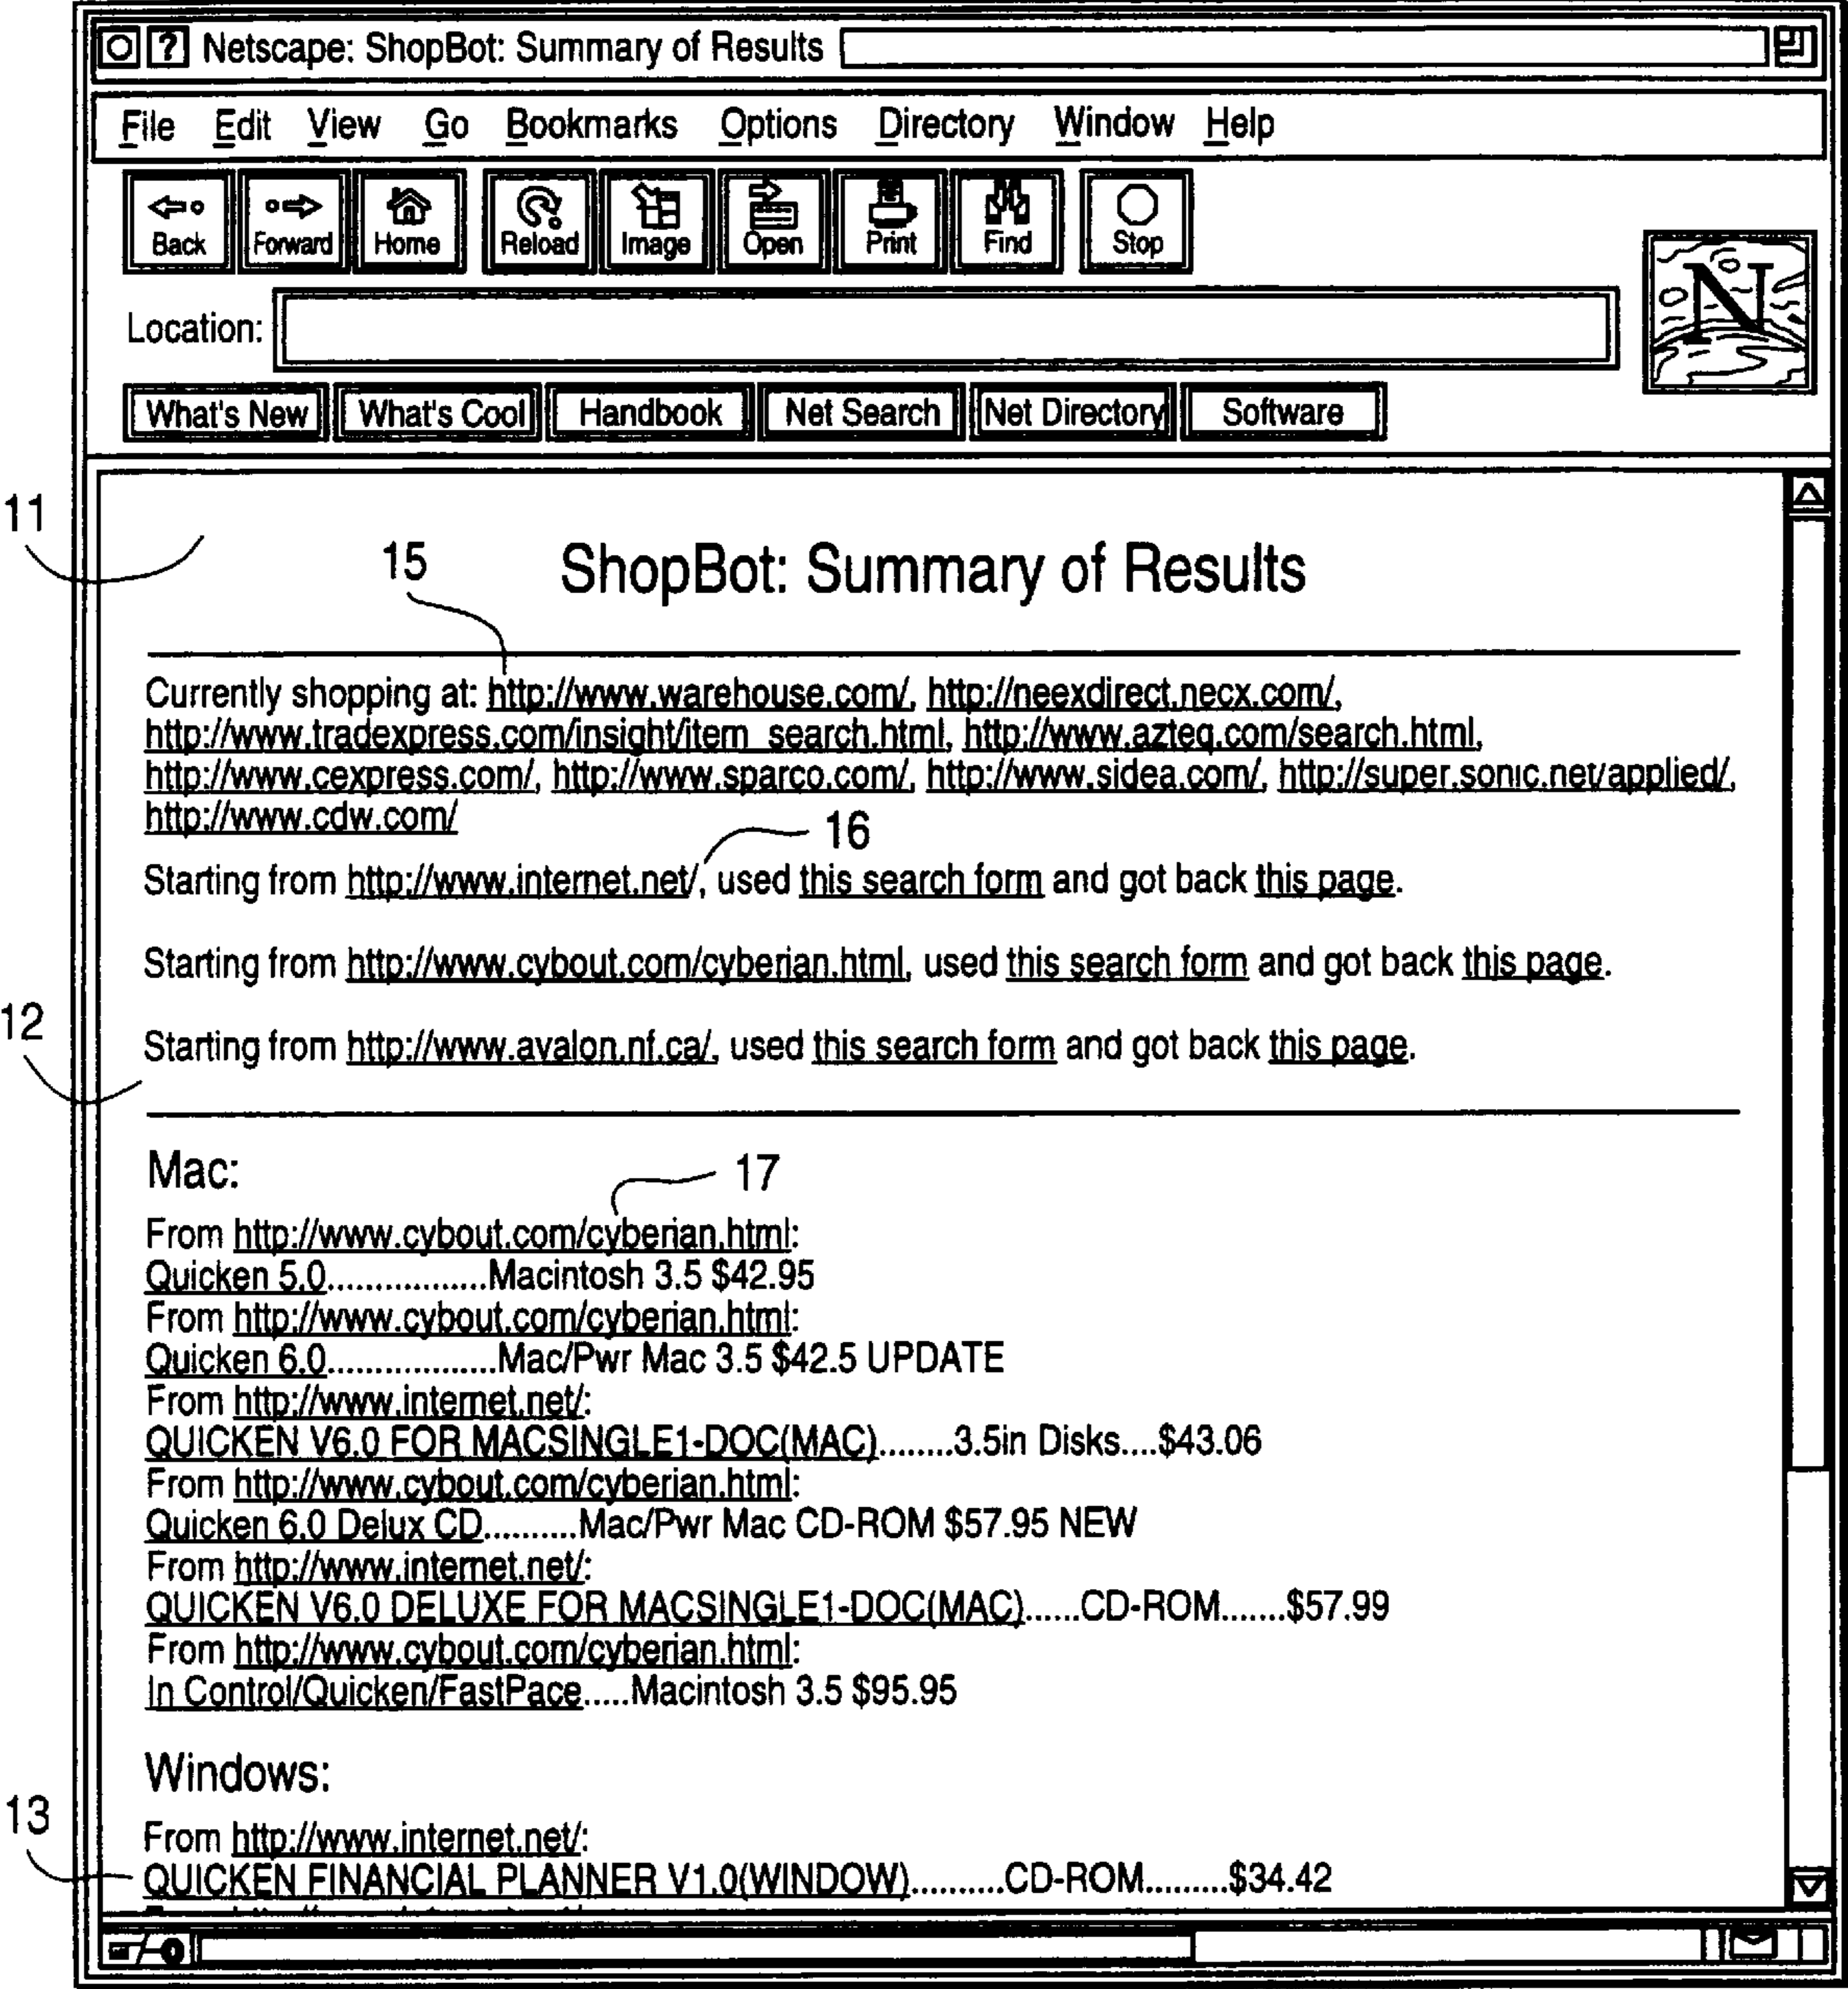 Netscape: ShopBot: Summary of Results
File Edit View Go Bookmarks Options Directory Window Help
Back Forward Home Reload Image Open Print Find Stop
N
Location:
What's New What's Cool Handbook Net Search Net Directory Software
11
15
ShopBot: Summary of Results
Currently shopping at: http://www.warehouse.com/, http://neexdirect.necx.com/,
http://www.tradexpress.com/insight/item_search.html, http://www.azteq.com/search.html,
http://www.cexpress.com/, http://www.sparco.com/, http://www.sidea.com/, http://super.sonic.net/applied/,
http://www.cdw.com/
16
Starting from http://www.internet.net/, used this search form and got back this page.
Starting from http://www.cybout.com/cyberian.html, used this search form and got back this page.
12
Starting from http://www.avalon.nf.ca/, used this search form and got back this page.
Mac:
17
From http://www.cybout.com/cyberian.html:
Quicken 5.0.................Macintosh 3.5 $42.95
From http://www.cybout.com/cyberian.html:
Quicken 6.0..................Mac/Pwr Mac 3.5 $42.5 UPDATE
From http://www.internet.net/:
QUICKEN V6.0 FOR MACSINGLE1-DOC(MAC)........3.5in Disks....$43.06
From http://www.cybout.com/cyberian.html:
Quicken 6.0 Delux CD..........Mac/Pwr Mac CD-ROM $57.95 NEW
From http://www.internet.net/:
QUICKEN V6.0 DELUXE FOR MACSINGLE1-DOC(MAC)......CD-ROM.......$57.99
From http://www.cybout.com/cyberian.html:
In Control/Quicken/FastPace.....Macintosh 3.5 $95.95
Windows:
13
From http://www.internet.net/:
QUICKEN FINANCIAL PLANNER V1.0(WINDOW)..........CD-ROM.........$34.42